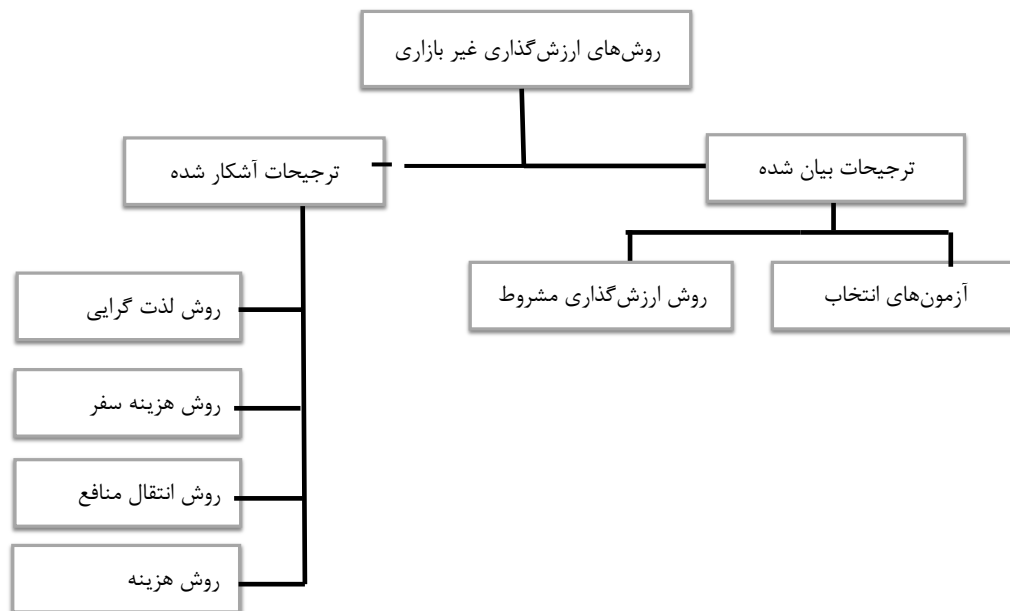 روش‌های ارزش‌گذاری غیر بازاری
ترجیحات بیان شده
ترجیحات آشکار شده
آزمون‌های انتخاب
روش ارزش‌گذاری مشروط
روش لذت گرایی
روش هزینه سفر
روش انتقال منافع
روش هزینه